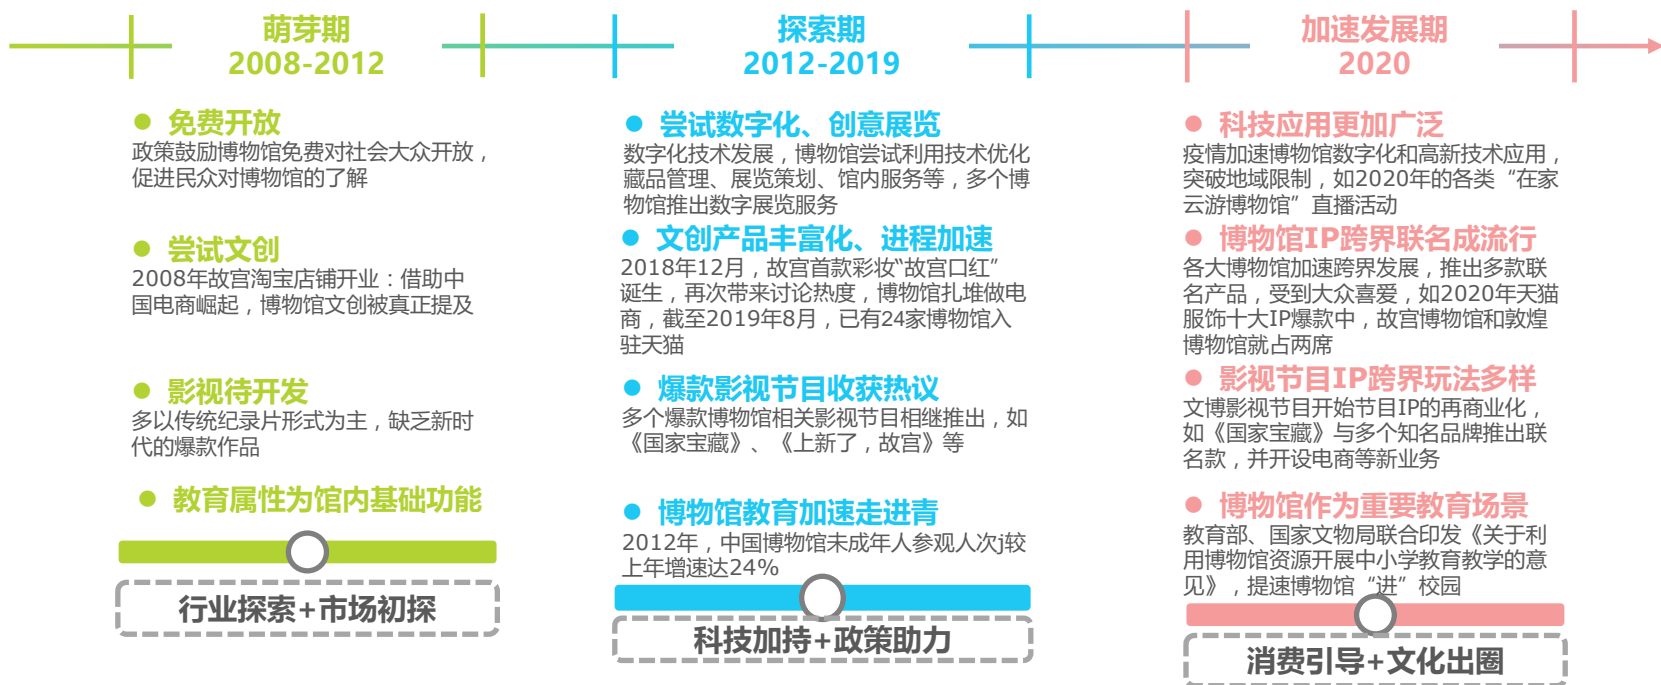 萌芽期
2008-2012
● 免费开放
政策鼓励博物馆免费对社会大众开放，
促进民众对博物馆的了解
● 尝试文创
2008年故宫淘宝店铺开业：借助中
国电商崛起，博物馆文创被真正提及
● 影视待开发
多以传统纪录片形式为主，缺乏新时
代的爆款作品
● 教育属性为馆内基础功能
行业探索+市场初探
探索期
2012-2019
● 尝试数字化、创意展览
数字化技术发展，博物馆尝试利用技术优化
藏品管理、展览策划、馆内服务等，多个博
物馆推出数字展览服务
● 文创产品丰富化、进程加速
2018年12月，故宫首款彩妆“故宫口红”
诞生，再次带来讨论热度，博物馆扎堆做电
商，截至2019年8月，已有24家博物馆入
驻天猫
● 爆款影视节目收获热议
多个爆款博物馆相关影视节目相继推出，如
《国家宝藏》、《上新了，故宫》等
● 博物馆教育加速走进青
2012年，中国博物馆未成年人参观人次j较
上年增速达24%
科技加持+政策助力
加速发展期
2020
● 科技应用更加广泛
疫情加速博物馆数字化和高新技术应用，
突破地域限制，如2020年的各类“在家
云游博物馆”直播活动
● 博物馆IP跨界联名成流行
各大博物馆加速跨界发展，推出多款联
名产品，受到大众喜爱，如2020年天猫
服饰十大IP爆款中，故宫博物馆和敦煌
博物馆就占两席
● 影视节目IP跨界玩法多样
文博影视节目开始节目IP的再商业化，
如《国家宝藏》与多个知名品牌推出联
名款，并开设电商等新业务
● 博物馆作为重要教育场景
教育部、国家文物局联合印发《关于利
用博物馆资源开展中小学教育教学的意
见》，提速博物馆“进”校园
消费引导+文化出圈